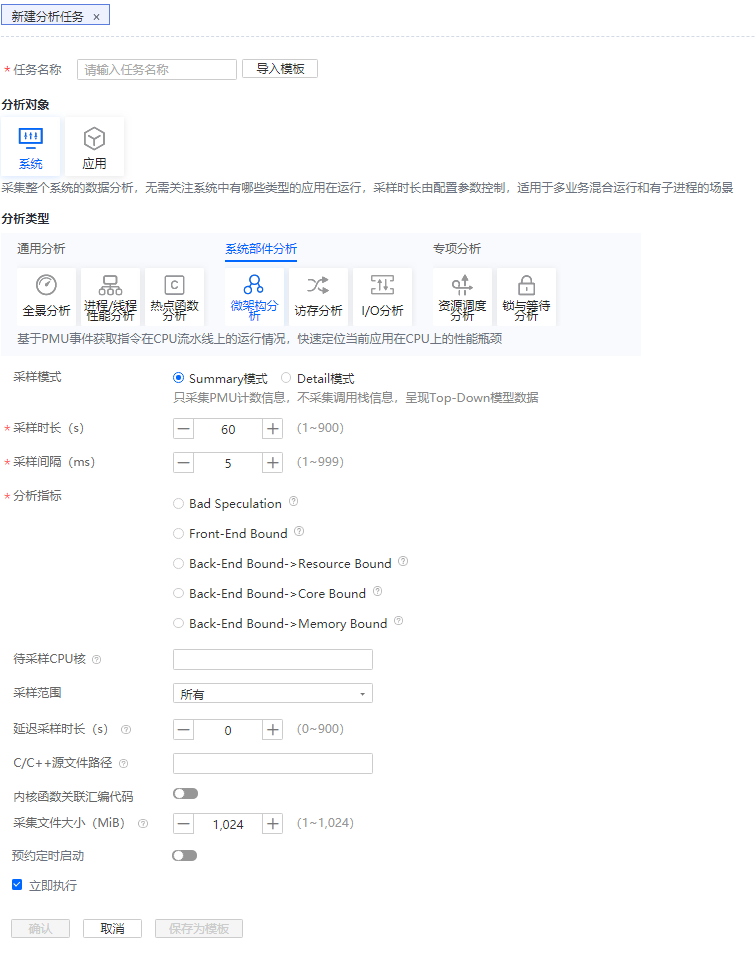 新建分析任务 ×
* 任务名称 请输入任务名称 导入模板
分析对象
系统 应用
采集整个系统的数据分析，无需关注系统中有哪些类型的应用在运行，采样时长由配置参数控制，适用于多业务混合运行和有子进程的场景
分析类型
通用分析 系统部件分析 专项分析
全景分析 进程/线程性能分析 热点函数分析 微架构分析 访存分析 I/O分析 资源调度分析 锁与等待分析
基于PMU事件获取指令在CPU流水线上的运行情况，快速定位当前应用在CPU上的性能瓶颈
采样模式 Summary模式 Detail模式
只采集PMU计数信息，不采集调用栈信息，呈现Top-Down模型数据
* 采样时长（s） — 60 + (1~900)
* 采样间隔（ms） — 5 + (1~999)
* 分析指标
Bad Speculation ?
Front-End Bound ?
Back-End Bound->Resource Bound ?
Back-End Bound->Core Bound ?
Back-End Bound->Memory Bound ?
待采样CPU核 ?
采样范围 所有
延迟采样时长（s） ? — 0 + (0~900)
C/C++源文件路径 ?
内核函数关联汇编代码
采集文件大小（MiB） ? — 1,024 + (1~1,024)
预约定时启动
立即执行
确认 取消 保存为模板